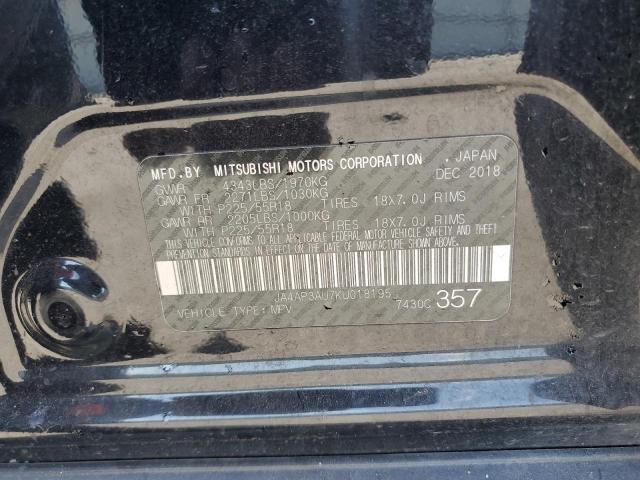 MFD.BY MITSUBISHI MOTORS CORPORATION , JAPAN
GVWR 4343LBS/1970KG DEC 2018
GAWR FR 2271LBS/1030KG
WITH P225/55R18 TIRES 18X7.0J RIMS
GAWR RR 2205LBS/1000KG
WITH P225/55R18 TIRES 18X7.0J RIMS
THIS VEHICLE CONFORMS TO ALL APPLICABLE FEDERAL MOTOR VEHICLE SAFETY AND THEFT
PREVENTION STANDARDS IN EFFECT ON THE DATE OF MANUFACTURE SHOWN ABOVE.
JA4AP3AU7KU018195
VEHICLE TYPE: MPV 7430C 357